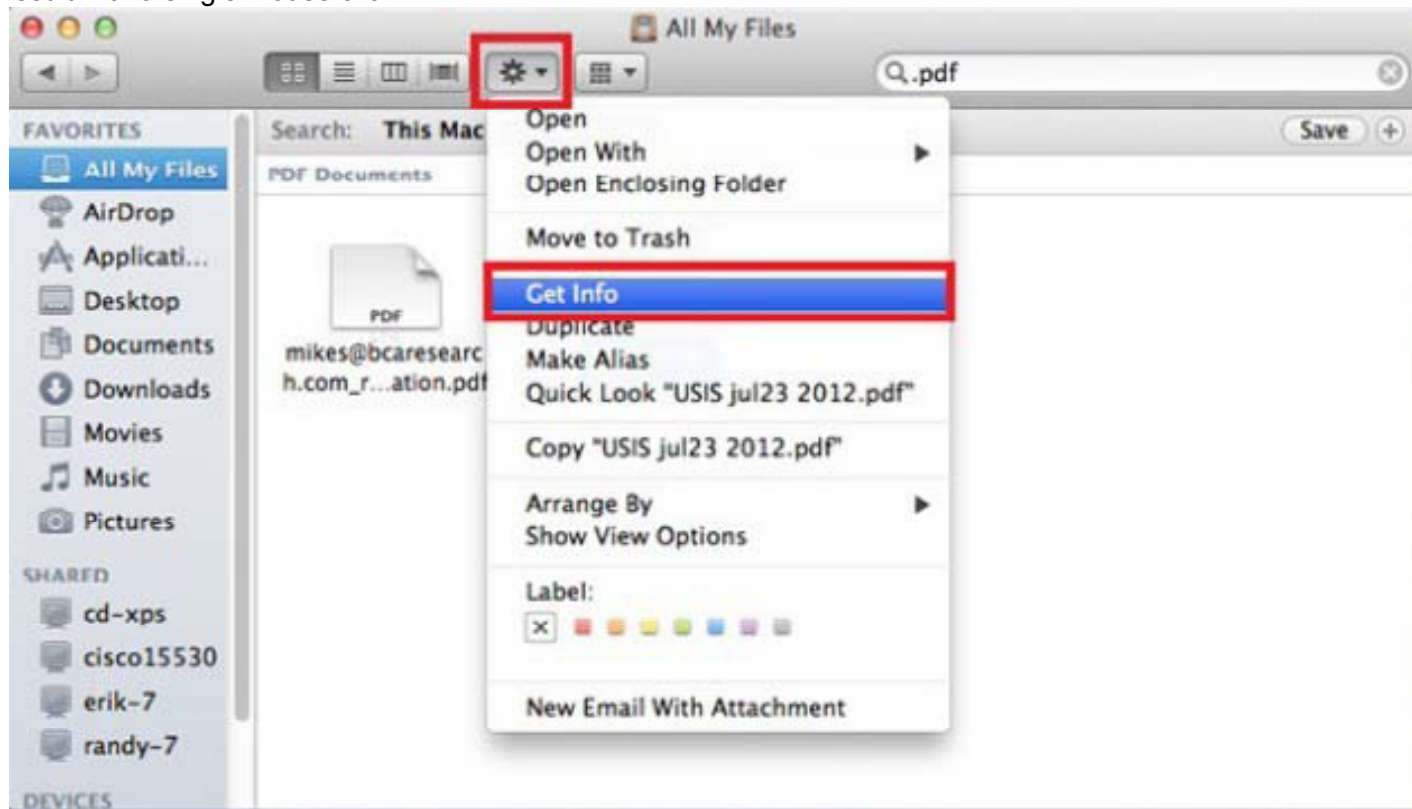 All My Files
.pdf
FAVORITES
All My Files
AirDrop
Applicati...
Desktop
Documents
Downloads
Movies
Music
Pictures
SHARED
cd-xps
cisco15530
erik-7
randy-7
DEVICES
Search: This Mac
Save
PDF Documents
PDF
mikes@bcaresearc
h.com_r...ation.pdf
Open
Open With
Open Enclosing Folder
Move to Trash
Get Info
Duplicate
Make Alias
Quick Look "USIS jul23 2012.pdf"
Copy "USIS jul23 2012.pdf"
Arrange By
Show View Options
Label:
New Email With Attachment